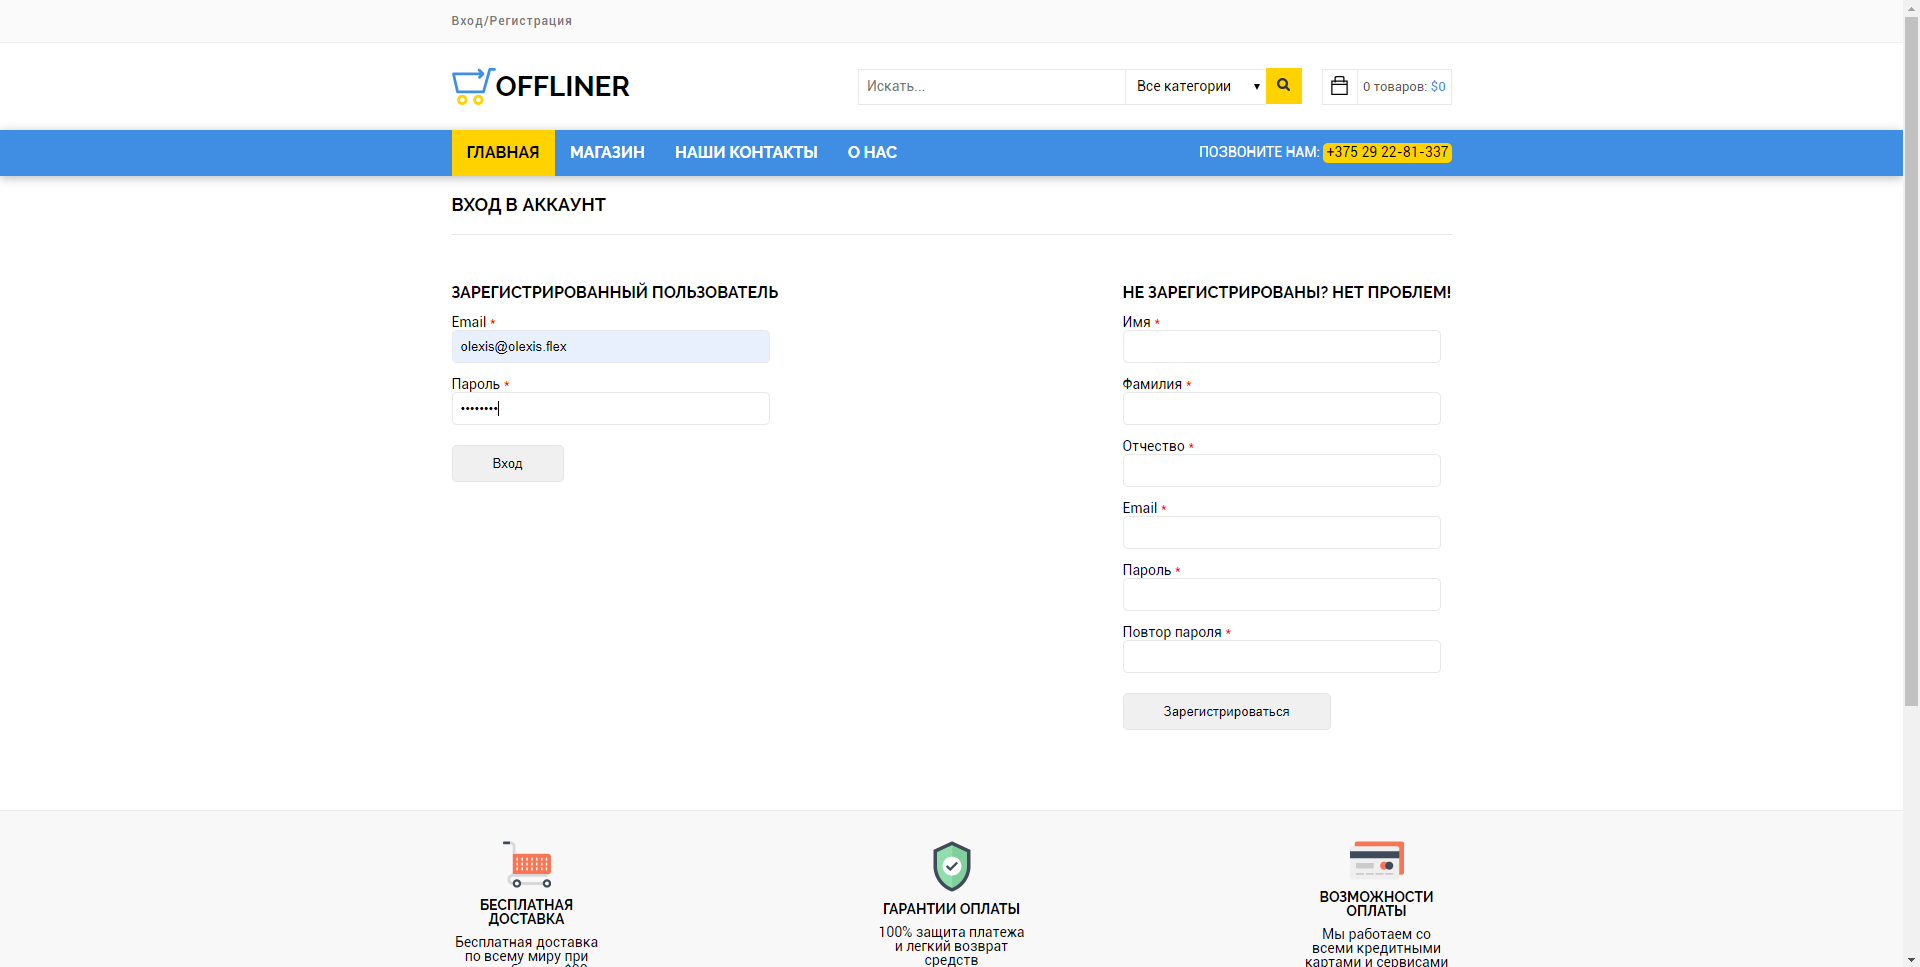 Вход/Регистрация
OFFLINER
Искать...
Все категории
0 товаров: $0
ГЛАВНАЯ
МАГАЗИН
НАШИ КОНТАКТЫ
О НАС
ПОЗВОНИТЕ НАМ: +375 29 22-81-337
ВХОД В АККАУНТ
ЗАРЕГИСТРИРОВАННЫЙ ПОЛЬЗОВАТЕЛЬ
Email *
olexis@olexis.flex
Пароль *
••••••••
Вход
НЕ ЗАРЕГИСТРИРОВАНЫ? НЕТ ПРОБЛЕМ!
Имя *
Фамилия *
Отчество *
Email *
Пароль *
Повтор пароля *
Зарегистрироваться
БЕСПЛАТНАЯ
ДОСТАВКА
Бесплатная доставка
по всему миру при
ГАРАНТИИ ОПЛАТЫ
100% защита платежа
и легкий возврат
средств
ВОЗМОЖНОСТИ
ОПЛАТЫ
Мы работаем со
всеми кредитными
картами и сервисами